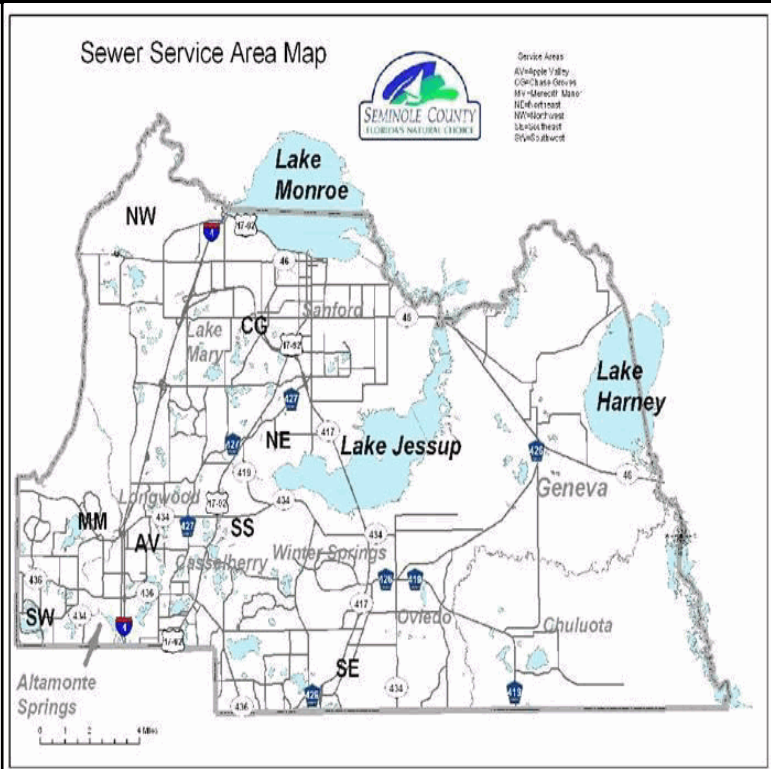 Sewer Service Area Map
SEMINOLE COUNTY
FLORIDA'S NATURAL CHOICE
Service Areas
AV=Apple Valley
CG=Chase Groves
MM=Meredith Manor
NE=Northeast
NW=Northwest
SE=Southeast
SW=Southwest
Lake
Monroe
NW
4
17-92
46
Sanford
46
Lake
Mary
CG
17-92
Lake
Harney
427
417
NE
427
Lake Jessup
419
426
46
Geneva
Longwood
17-92
434
MM
434
427
SS
AV
434
Casselberry
Winter Springs
436
426
419
436
417
SW
434
Oviedo
Chuluota
4
17-92
SE
Altamonte
Springs
436
426
434
419
0 1 2 4 Miles